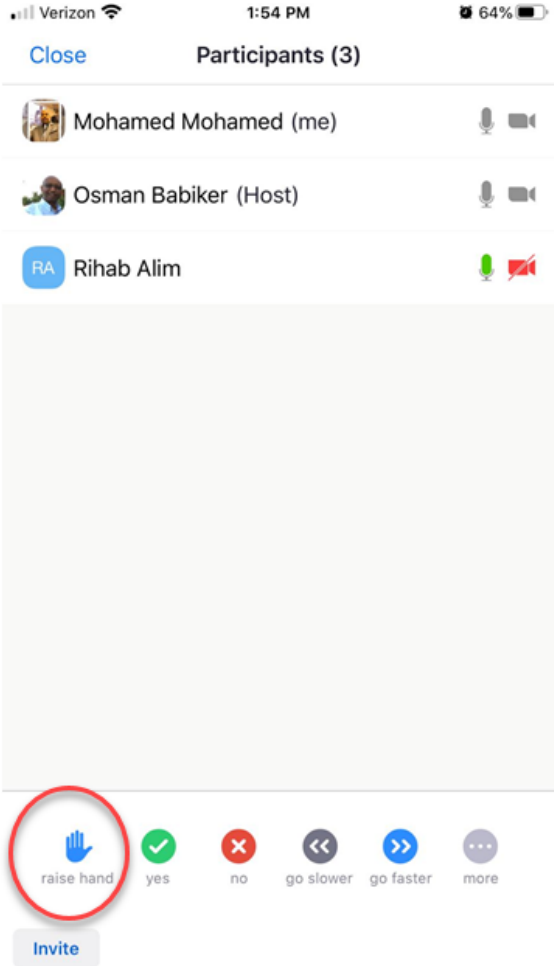 Verizon 1:54 PM 64%
Close Participants (3)
Mohamed Mohamed (me)
Osman Babiker (Host)
RA Rihab Alim
raise hand yes no go slower go faster more
Invite